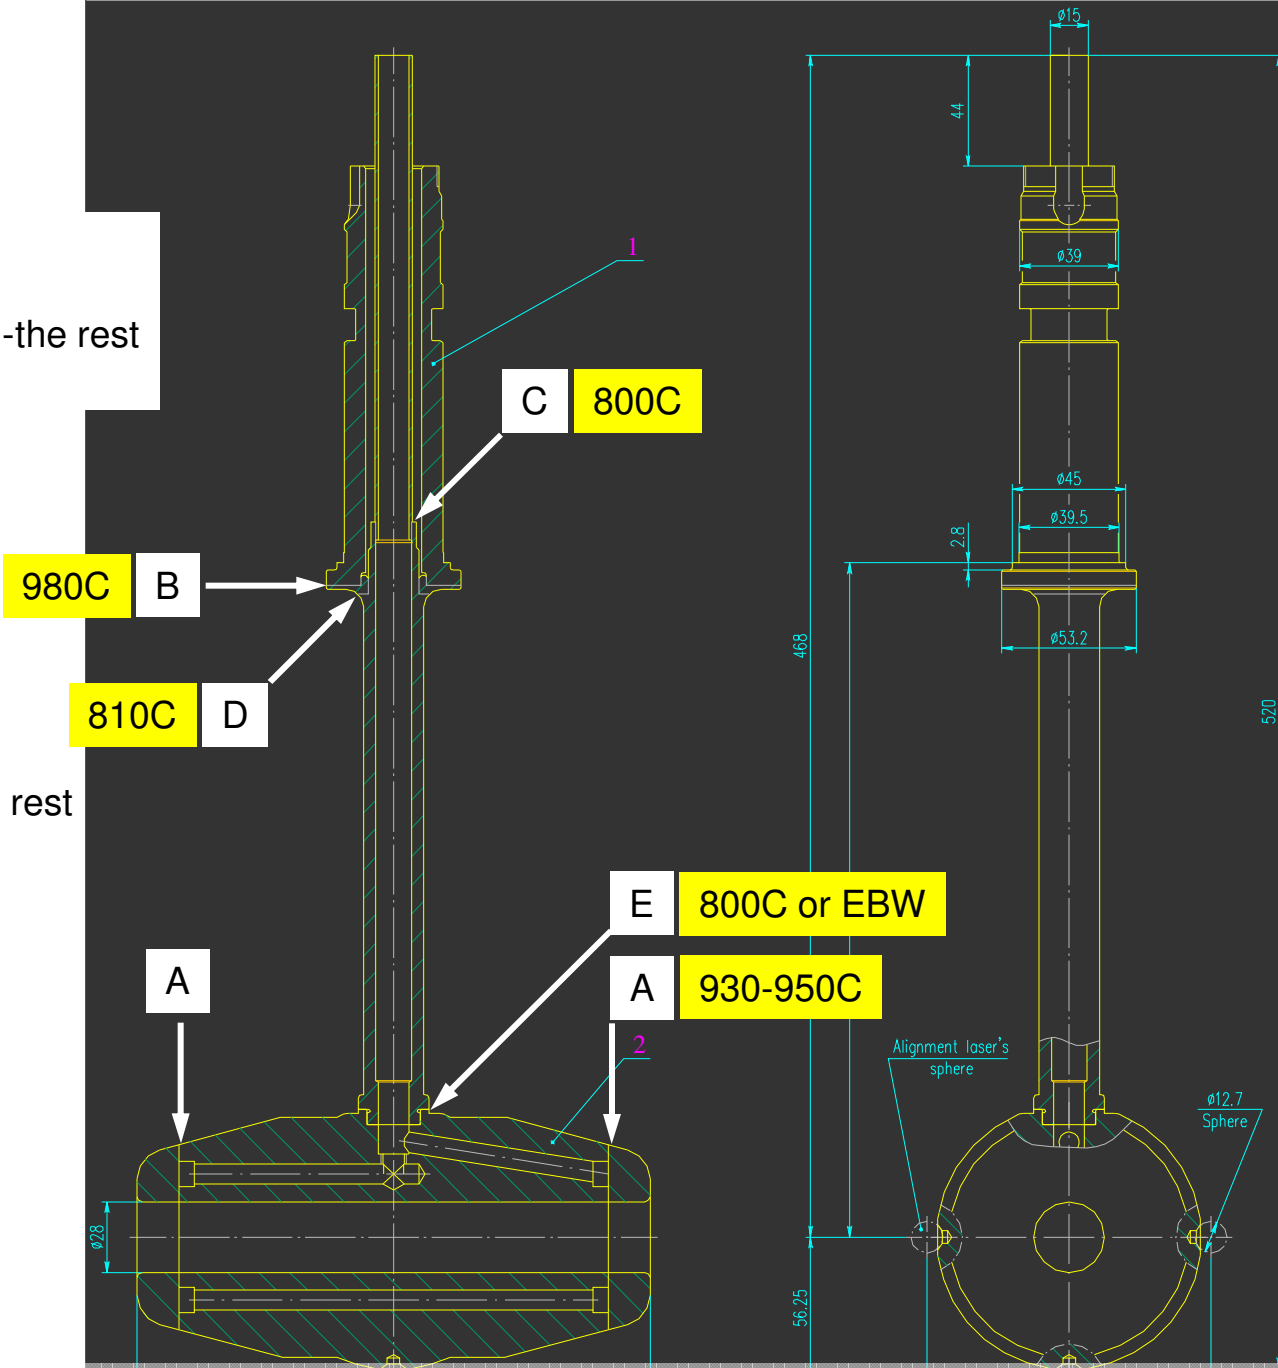 ø15
44
1
ø39
-the rest
C 800C
ø45
ø39.5
2.8
980C B
ø53.2
468
810C D
520
rest
E 800C or EBW
A
A 930-950C
2
Alignment laser's
sphere
ø12.7
Sphere
ø28
56.25